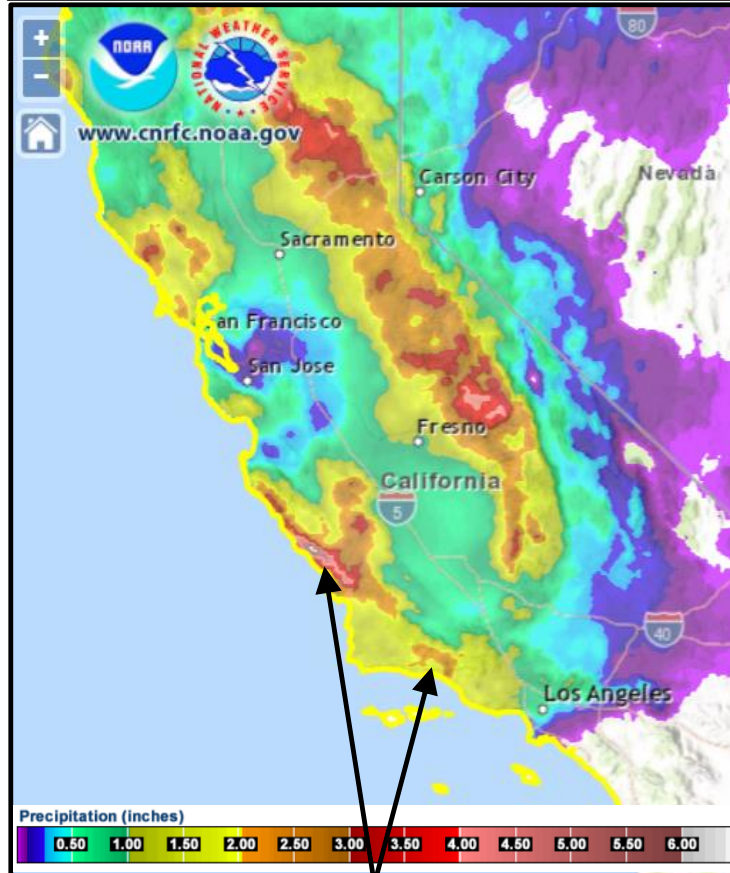 +
−
NOAA
NATIONAL WEATHER SERVICE
www.cnrfc.noaa.gov
80
Carson City
Nevada
Sacramento
an Francisco
San Jose
Fresno
California
5
40
Los Angeles
Precipitation (inches)
0.50 1.00 1.50 2.00 2.50 3.00 3.50 4.00 4.50 5.00 5.50 6.00